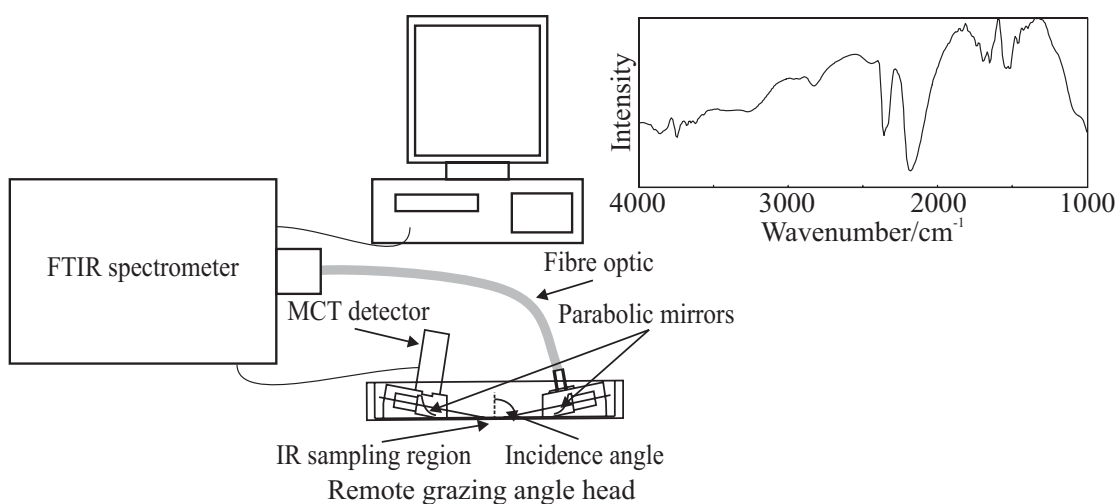 Intensity
4000
3000
2000
1000
Wavenumber/cm-1
FTIR spectrometer
Fibre optic
MCT detector
Parabolic mirrors
IR sampling region
Incidence angle
Remote grazing angle head